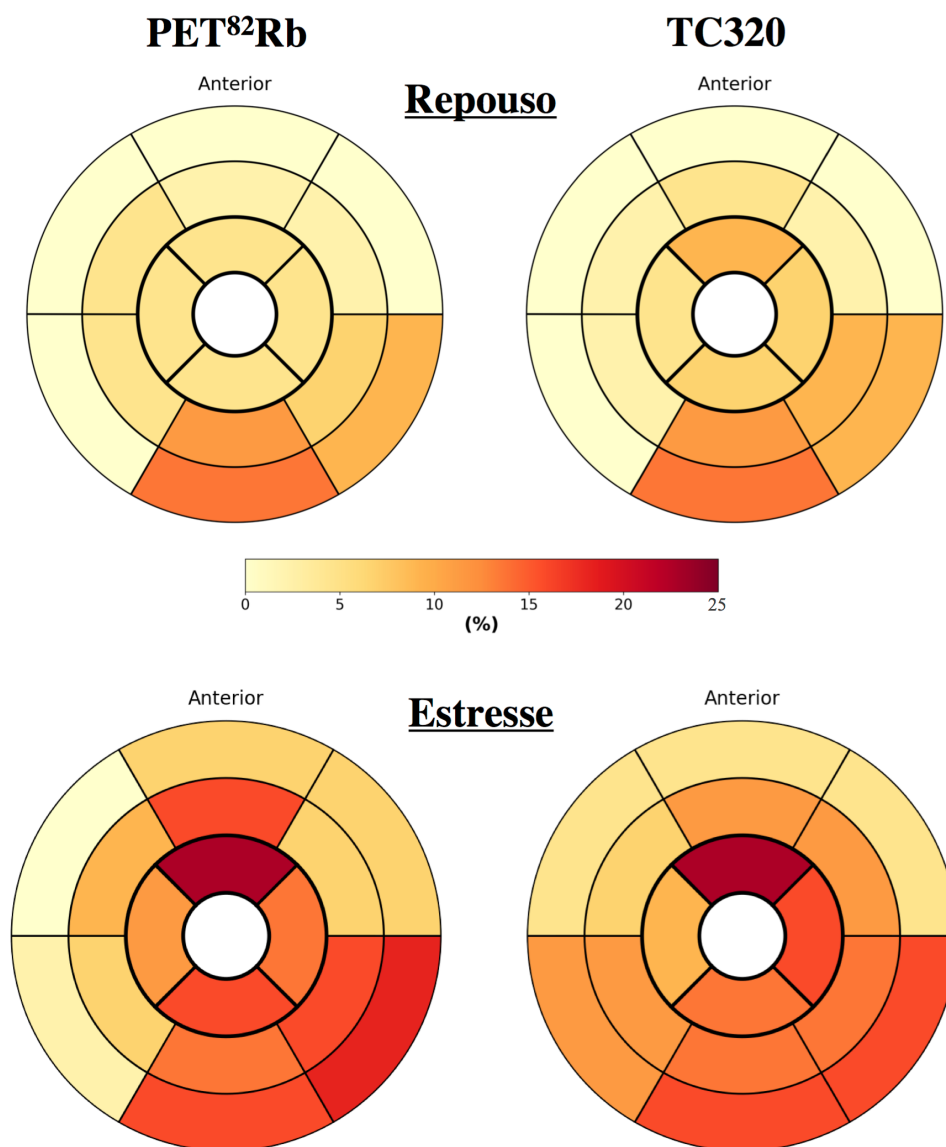 PET⁸²Rb
TC320
Anterior
Repouso
Anterior
0 5 10 15 20 25
(%)
Anterior
Estresse
Anterior